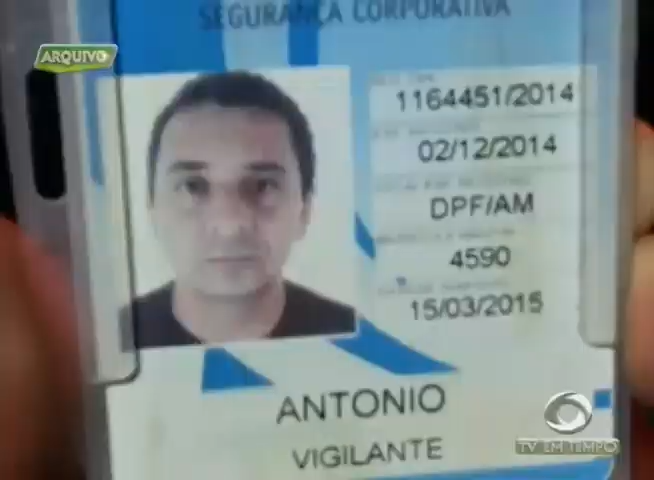 SEGURANÇA CORPORATIVA
ARQUIVO
1164451/2014
02/12/2014
DPF/AM
4590
15/03/2015
ANTONIO
VIGILANTE
TV EM TEMPO